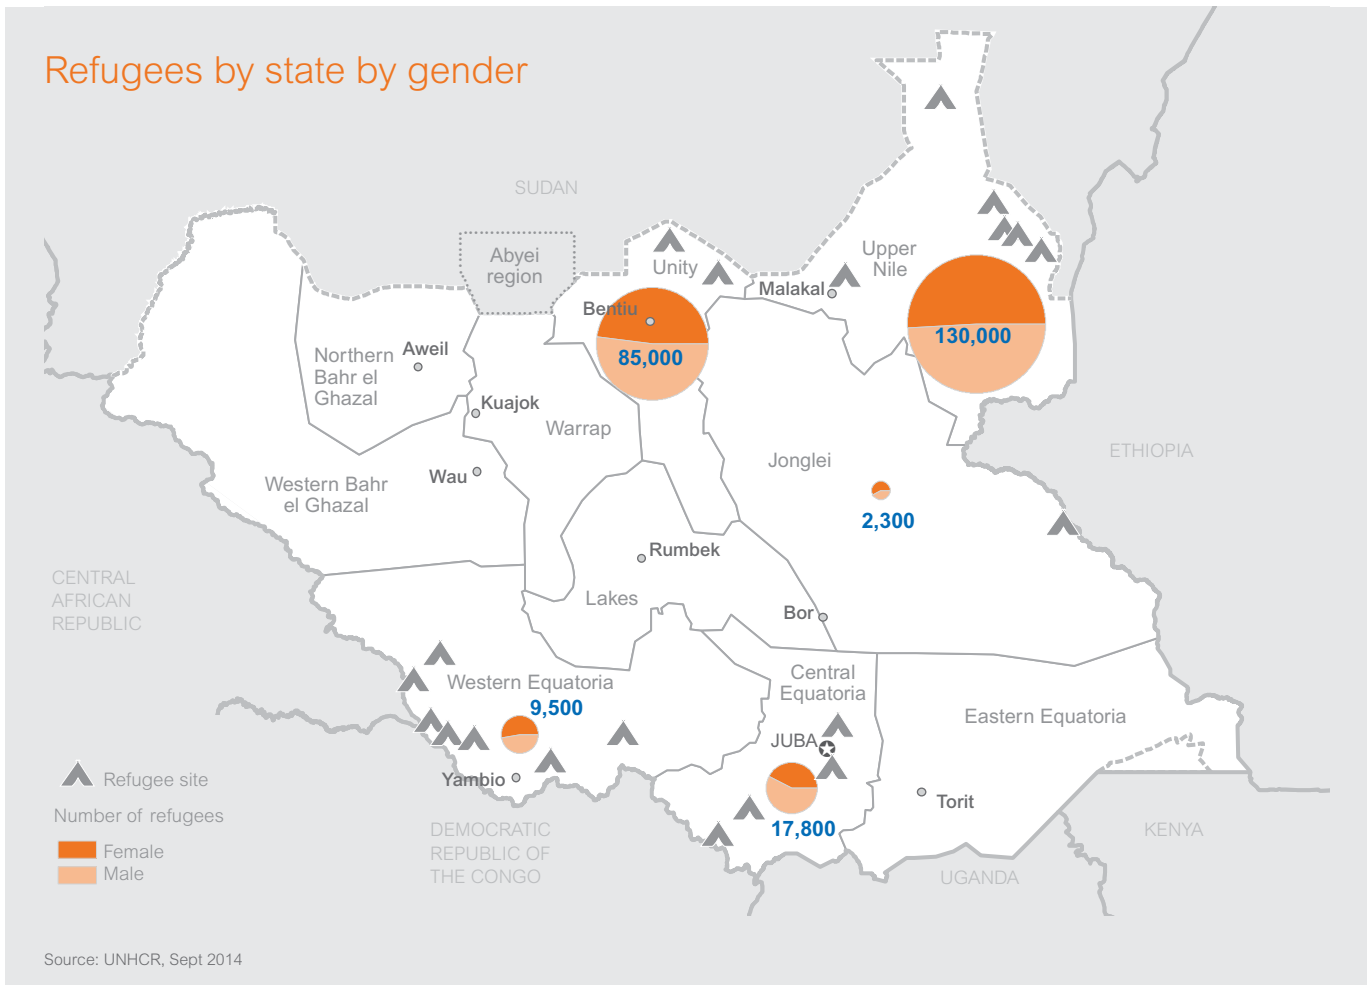 Refugees by state by gender
SUDAN
Abyei
region
Unity
Upper
Nile
Malakal
Bentiu
85,000
130,000
Northern
Bahr el
Ghazal
Aweil
Kuajok
Warrap
Wau
Western Bahr
el Ghazal
Jonglei
2,300
ETHIOPIA
Rumbek
Lakes
Bor
CENTRAL
AFRICAN
REPUBLIC
Western Equatoria
9,500
Yambio
Central
Equatoria
JUBA
17,800
Eastern Equatoria
Torit
Refugee site
Number of refugees
Female
Male
DEMOCRATIC
REPUBLIC OF
THE CONGO
UGANDA
KENYA
Source: UNHCR, Sept 2014